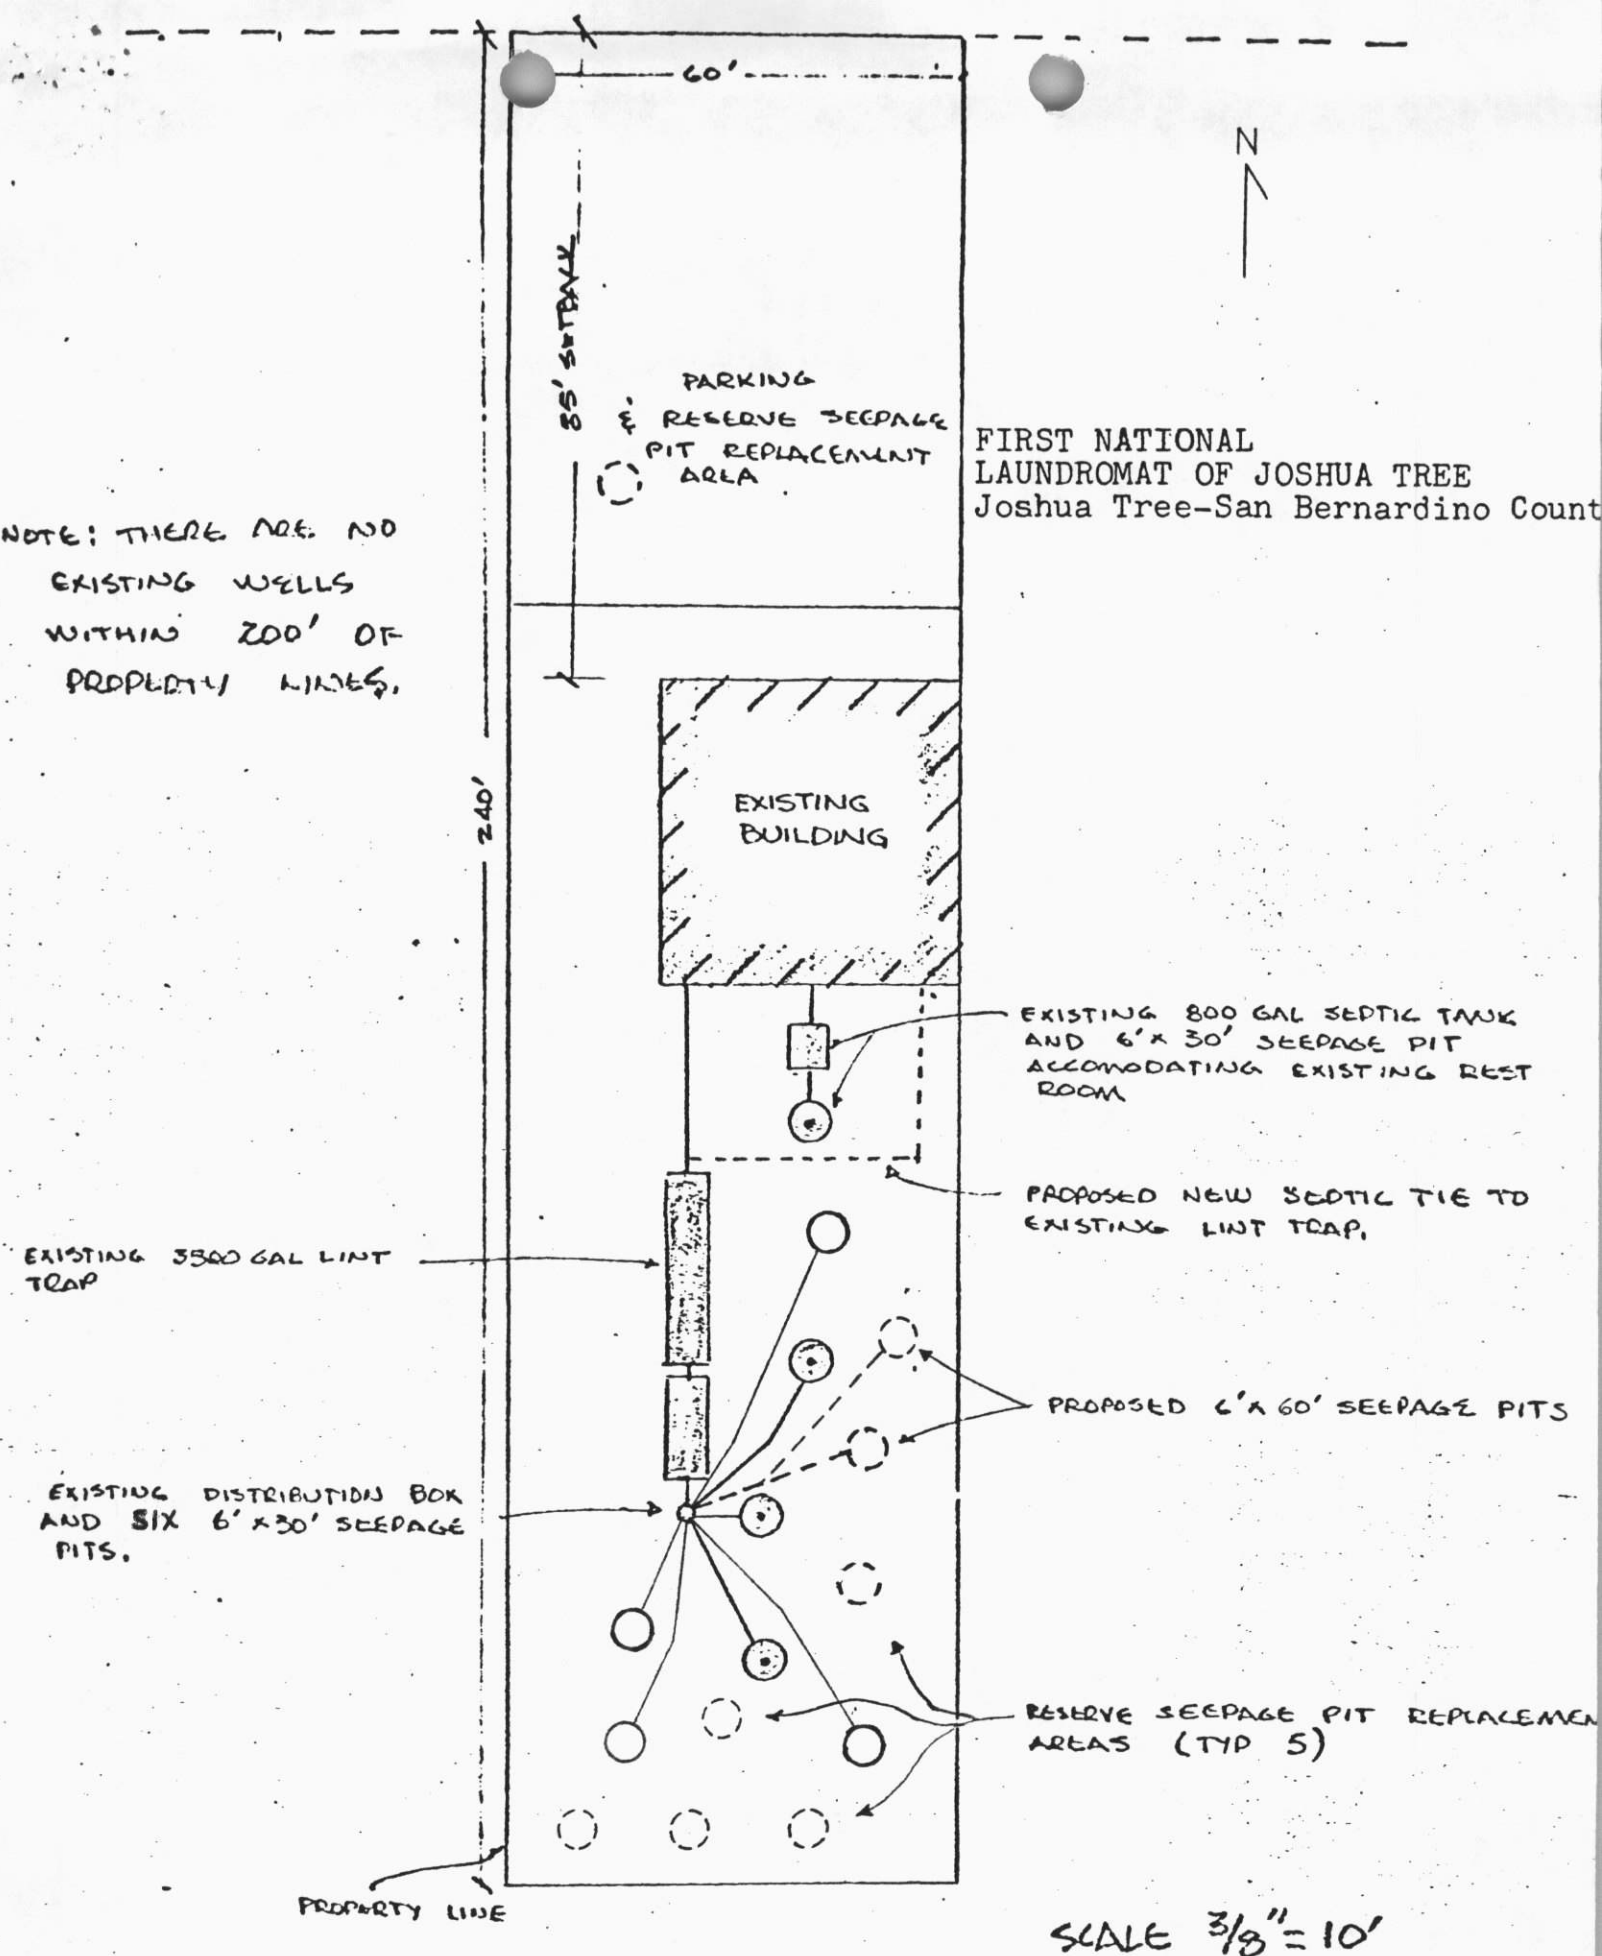 60'
N
85' SETBACK
PARKING
& RESERVE SEEPAGE
PIT REPLACEMENT
AREA
FIRST NATIONAL
LAUNDROMAT OF JOSHUA TREE
Joshua Tree-San Bernardino Count
NOTE: THERE ARE NO
EXISTING WELLS
WITHIN 200' OF
PROPERTY LINES.
240'
EXISTING
BUILDING
EXISTING 800 GAL SEPTIC TANK
AND 6' X 30' SEEPAGE PIT
ACCOMODATING EXISTING REST
ROOM
PROPOSED NEW SEPTIC TIE TO
EXISTING LINT TRAP.
EXISTING 3500 GAL LINT
TRAP
PROPOSED 6' X 60' SEEPAGE PITS
EXISTING DISTRIBUTION BOX
AND SIX 6' X 30' SEEPAGE
PITS.
RESERVE SEEPAGE PIT REPLACEMEN
AREAS (TYP 5)
PROPERTY LINE
SCALE 3/8" = 10'